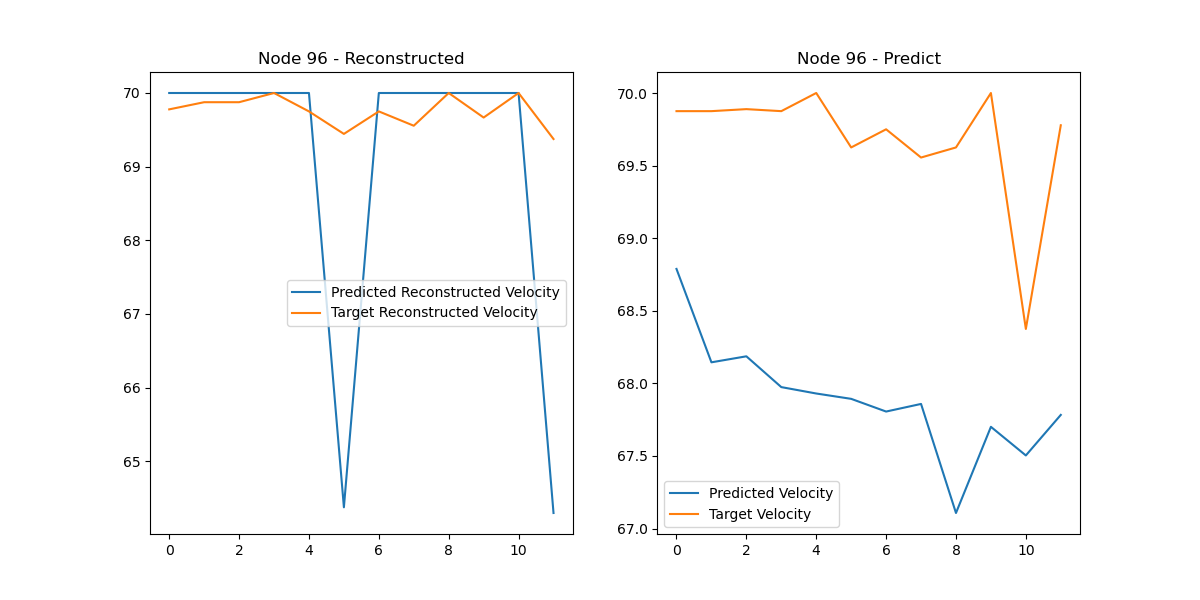 Node 96 - Reconstructed
70
69
68
67
66
65
0 2 4 6 8 10
Predicted Reconstructed Velocity
Target Reconstructed Velocity
Node 96 - Predict
70.0
69.5
69.0
68.5
68.0
67.5
67.0
0 2 4 6 8 10
Predicted Velocity
Target Velocity